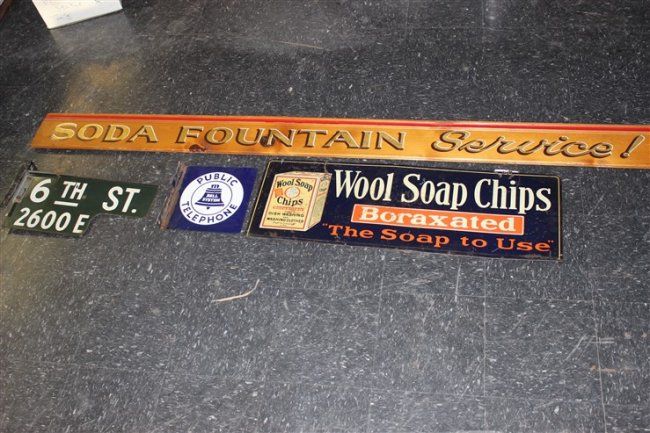 SODA FOUNTAIN Service!
6TH ST.
2600 E
PUBLIC
BELL SYSTEM
TELEPHONE
Wool Soap
Chips
Wool Soap Chips
Boraxated
"The Soap to Use"